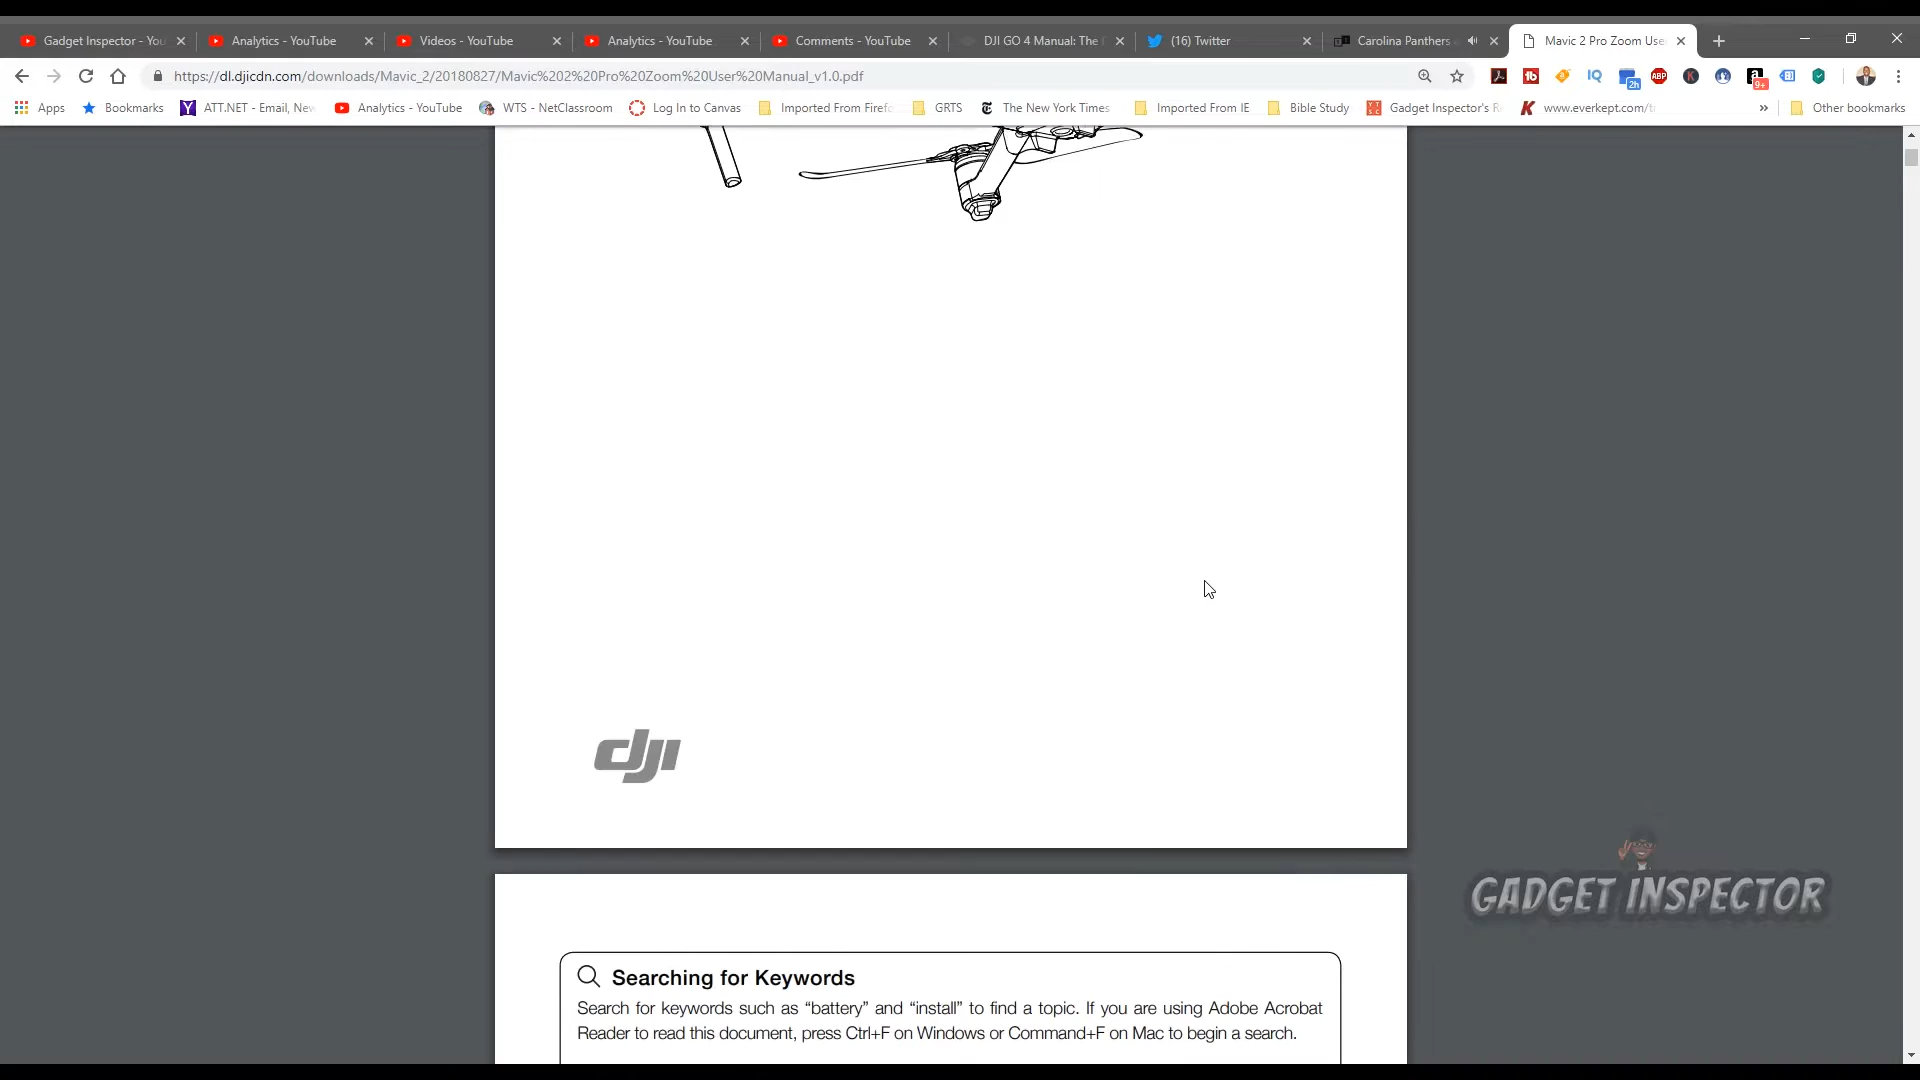 Gadget Inspector - You
Analytics - YouTube
Videos - YouTube
Analytics - YouTube
Comments - YouTube
DJI GO 4 Manual: The
(16) Twitter
Carolina Panthers
Mavic 2 Pro Zoom Use
https://dl.djicdn.com/downloads/Mavic_2/20180827/Mavic%202%20Pro%20Zoom%20User%20Manual_v1.0.pdf
IQ
2h
ABP
K
a
9+
Apps
Bookmarks
ATT.NET - Email, New
Analytics - YouTube
WTS - NetClassroom
Log In to Canvas
Imported From Firefo
GRTS
The New York Times
Imported From IE
Bible Study
Gadget Inspector's R
www.everkept.com/t
»
Other bookmarks
dji
GADGET INSPECTOR
Searching for Keywords
Search for keywords such as “battery” and “install” to find a topic. If you are using Adobe Acrobat
Reader to read this document, press Ctrl+F on Windows or Command+F on Mac to begin a search.